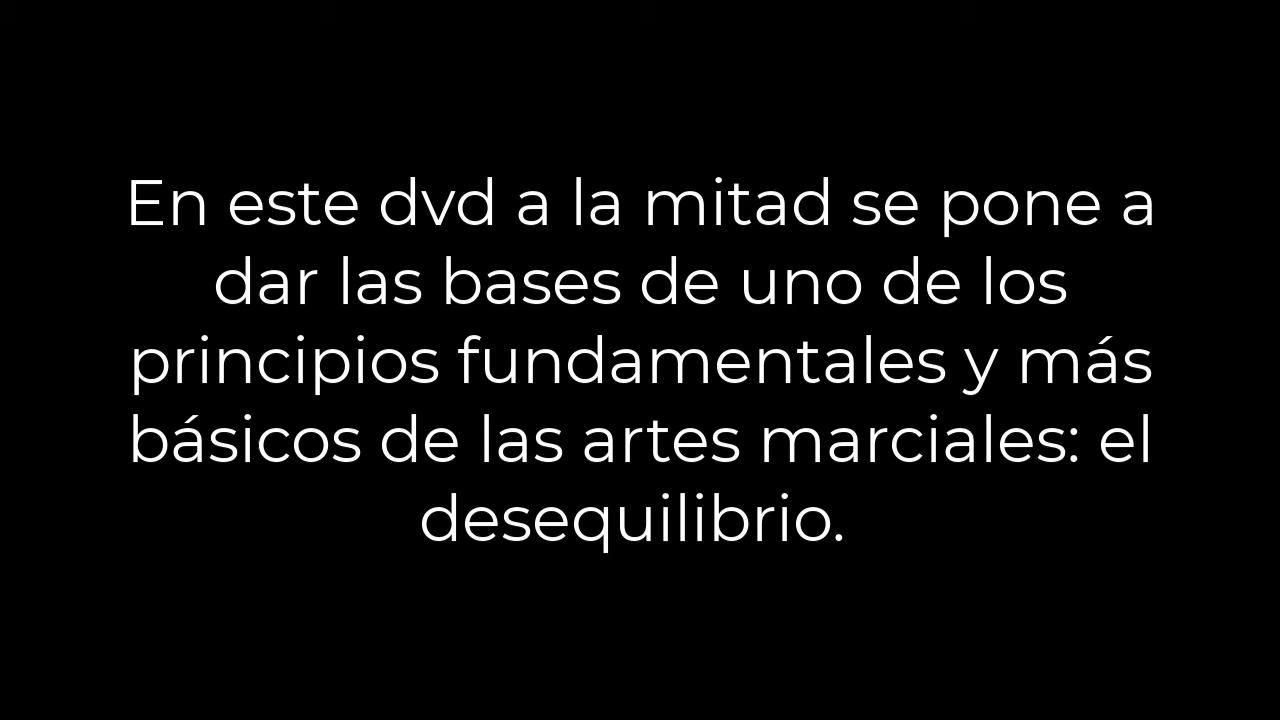 En este dvd a la mitad se pone a
dar las bases de uno de los
principios fundamentales y más
básicos de las artes marciales: el
desequilibrio.